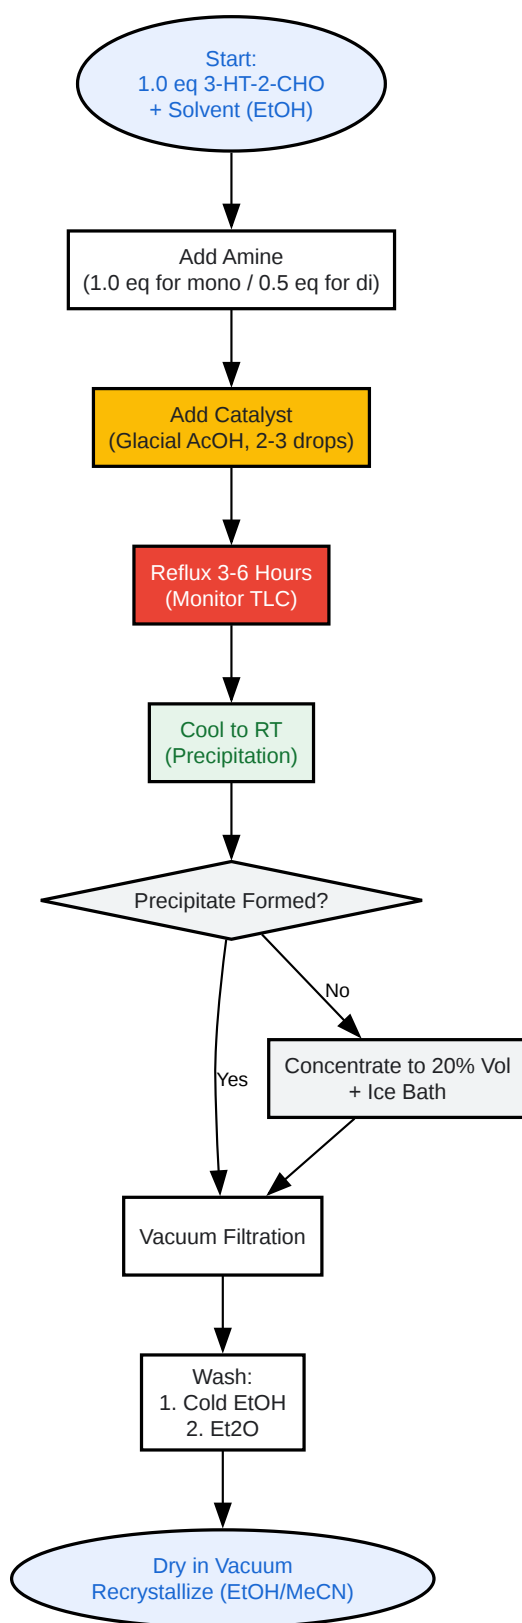 Start:
1.0 eq 3-HT-2-CHO
+ Solvent (EtOH)
Add Amine
(1.0 eq for mono / 0.5 eq for di)
Add Catalyst
(Glacial AcOH, 2-3 drops)
Reflux 3-6 Hours
(Monitor TLC)
Cool to RT
(Precipitation)
Precipitate Formed?
No
Concentrate to 20% Vol
+ Ice Bath
Yes
Vacuum Filtration
Wash:
1. Cold EtOH
2. Et2O
Dry in Vacuum
Recrystallize (EtOH/MeCN)